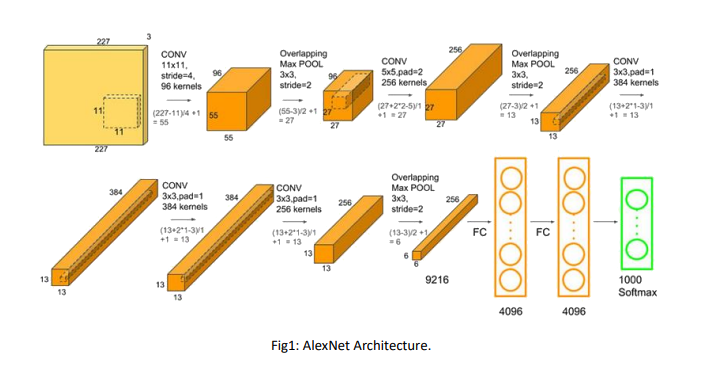 227
3
CONV
11x11,
stride=4,
96 kernels
(227-11)/4 +1
= 55
11
11
227
96
55
55
Overlapping
Max POOL
3x3,
stride=2
(55-3)/2 +1
= 27
96
27
27
CONV
5x5,pad=2
256 kernels
(27+2*2-5)/1
+1 = 27
256
27
27
Overlapping
Max POOL
3x3,
stride=2
(27-3)/2 +1
= 13
256
13
13
CONV
3x3,pad=1
384 kernels
(13+2*1-3)/1
+1 = 13
384
13
13
CONV
3x3,pad=1
384 kernels
(13+2*1-3)/1
+1 = 13
384
13
13
CONV
3x3,pad=1
256 kernels
(13+2*1-3)/1
+1 = 13
256
13
13
Overlapping
Max POOL
3x3,
stride=2
(13-3)/2 +1
= 6
256
6
6
9216
FC
4096
FC
4096
1000
Softmax
Fig1: AlexNet Architecture.